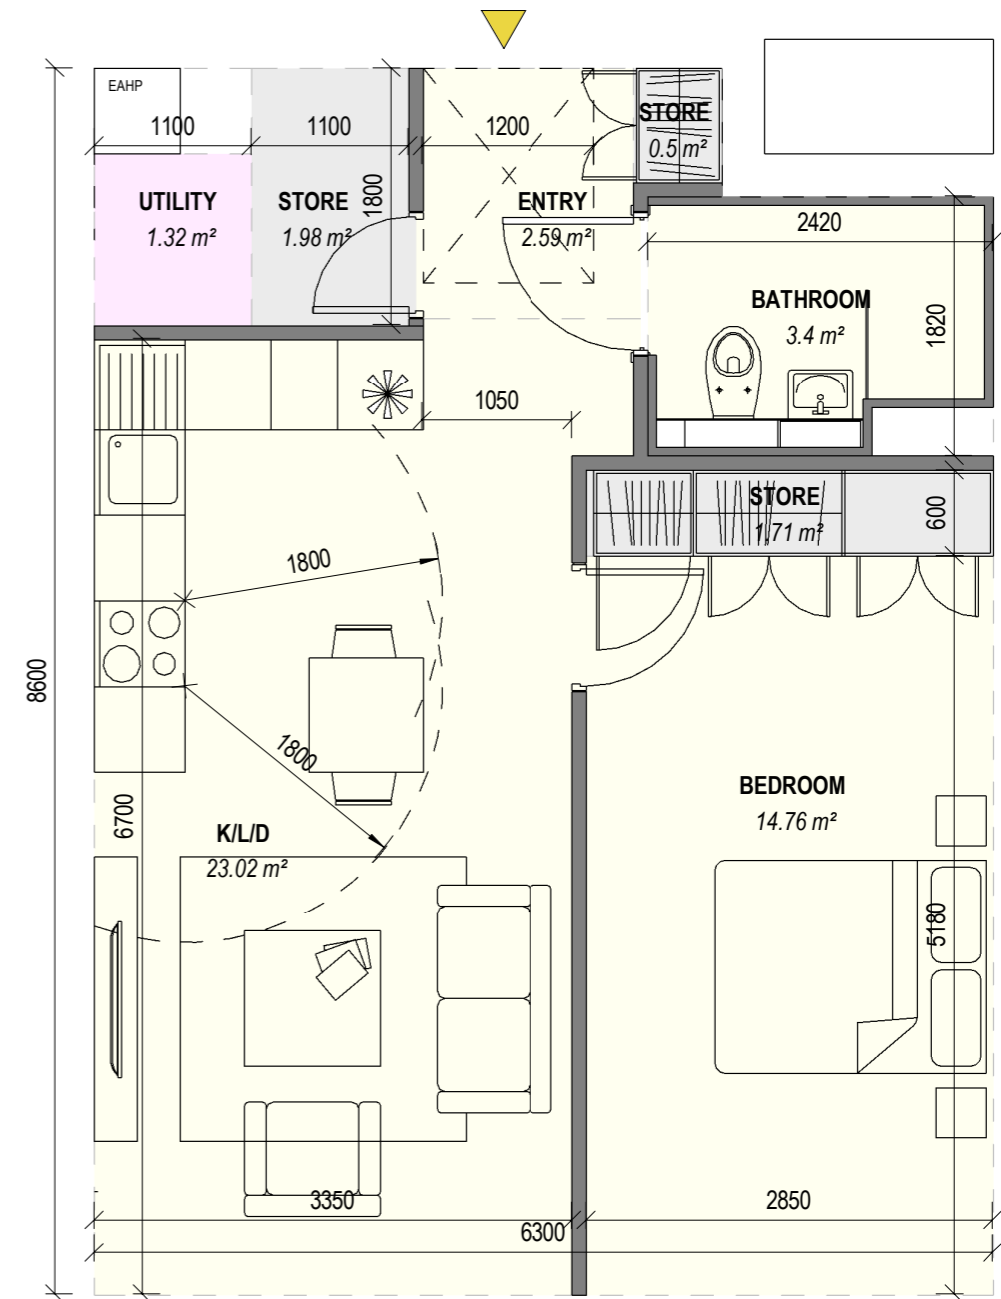 EAHP
1100
1100
1200
STORE
0.5 m²
1800
UTILITY
1.32 m²
STORE
1.98 m²
ENTRY
2.59 m²
2420
BATHROOM
3.4 m²
1820
1050
STORE
1.71 m²
600
1800
8600
1800
6700
K/L/D
23.02 m²
BEDROOM
14.76 m²
5180
3350
2850
6300